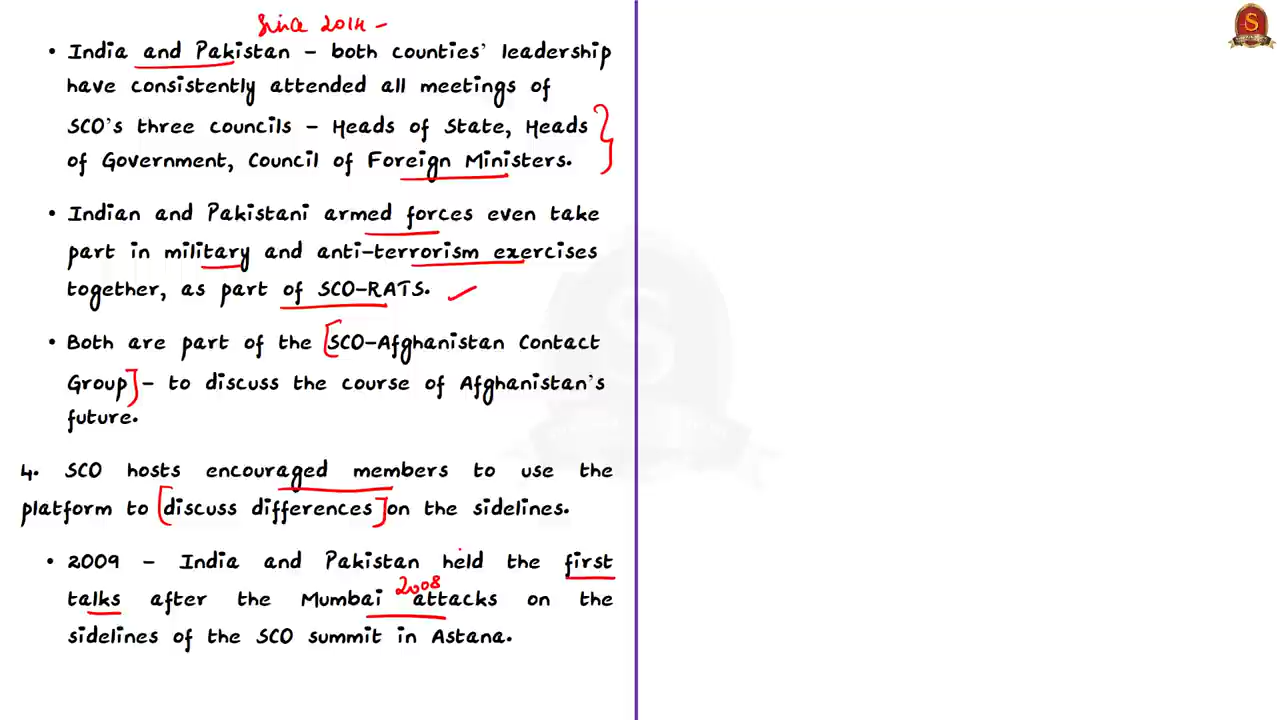 Since 2014 -
• India and Pakistan – both counties' leadership
have consistently attended all meetings of
SCO's three councils – Heads of State, Heads
of Government, Council of Foreign Ministers.
• Indian and Pakistani armed forces even take
part in military and anti-terrorism exercises
together, as part of SCO-RATS.
• Both are part of the [SCO-Afghanistan Contact
Group] – to discuss the course of Afghanistan's
future.
4. SCO hosts encouraged members to use the
platform to [discuss differences] on the sidelines.
• 2009 – India and Pakistan held the first
2008
talks after the Mumbai attacks on the
sidelines of the SCO summit in Astana.
S